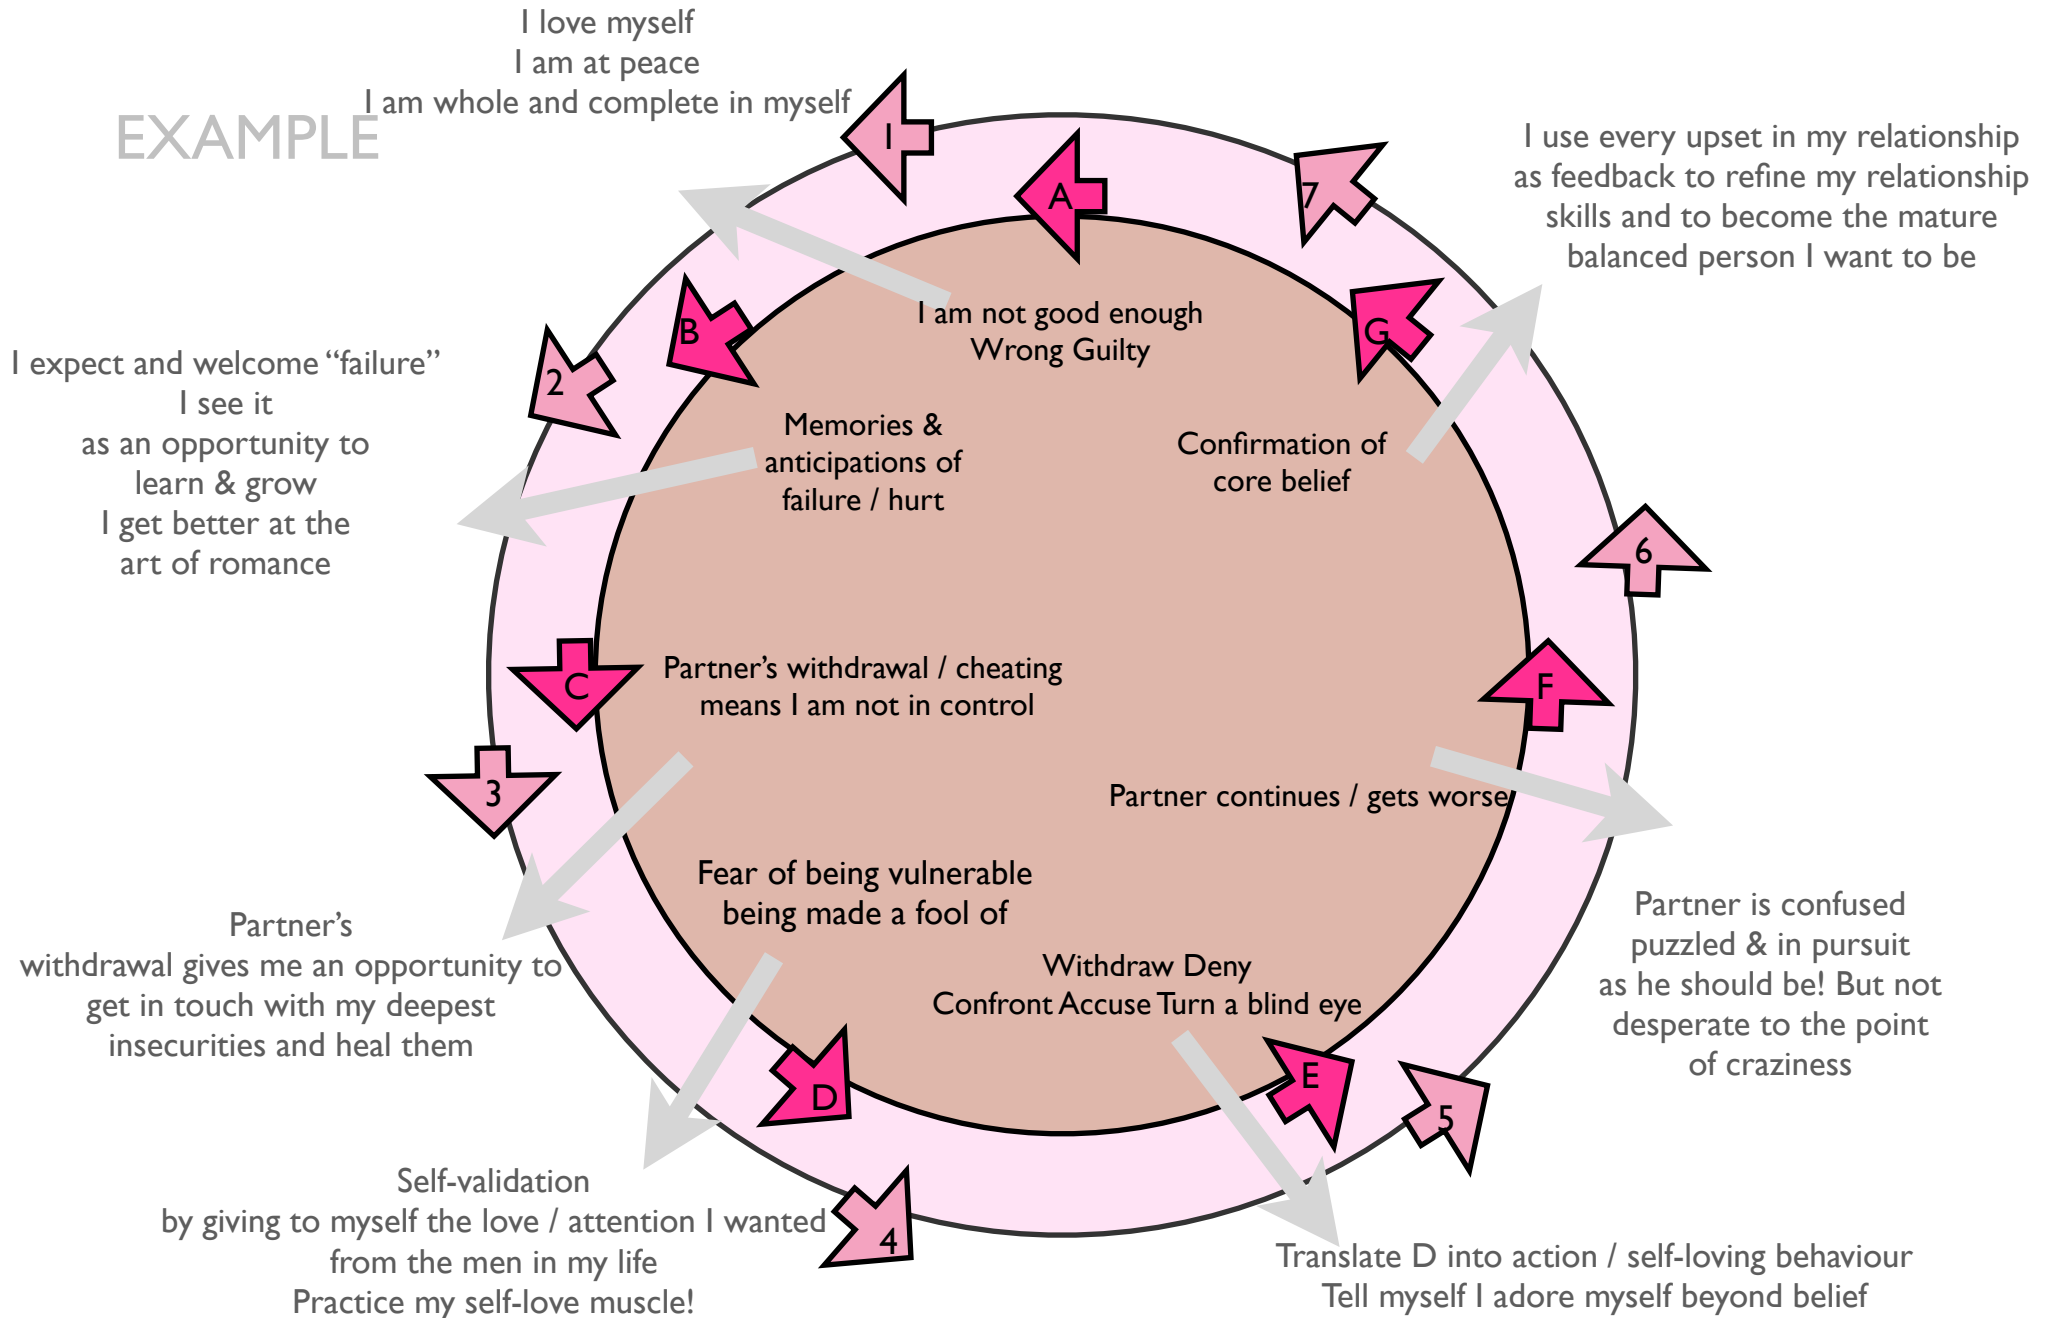 EXAMPLE
I love myself
I am at peace
I am whole and complete in myself
1
A
7
I use every upset in my relationship
as feedback to refine my relationship
skills and to become the mature
balanced person I want to be
B
G
I am not good enough
Wrong Guilty
2
I expect and welcome “failure”
I see it
as an opportunity to
learn & grow
I get better at the
art of romance
Memories &
anticipations of
failure / hurt
Confirmation of
core belief
6
C
Partner’s withdrawal / cheating
means I am not in control
F
3
Partner continues / gets worse
Fear of being vulnerable
being made a fool of
Partner’s
withdrawal gives me an opportunity to
get in touch with my deepest
insecurities and heal them
Withdraw Deny
Confront Accuse Turn a blind eye
Partner is confused
puzzled & in pursuit
as he should be! But not
desperate to the point
of craziness
D
E
5
Self-validation
by giving to myself the love / attention I wanted
from the men in my life
Practice my self-love muscle!
4
Translate D into action / self-loving behaviour
Tell myself I adore myself beyond belief